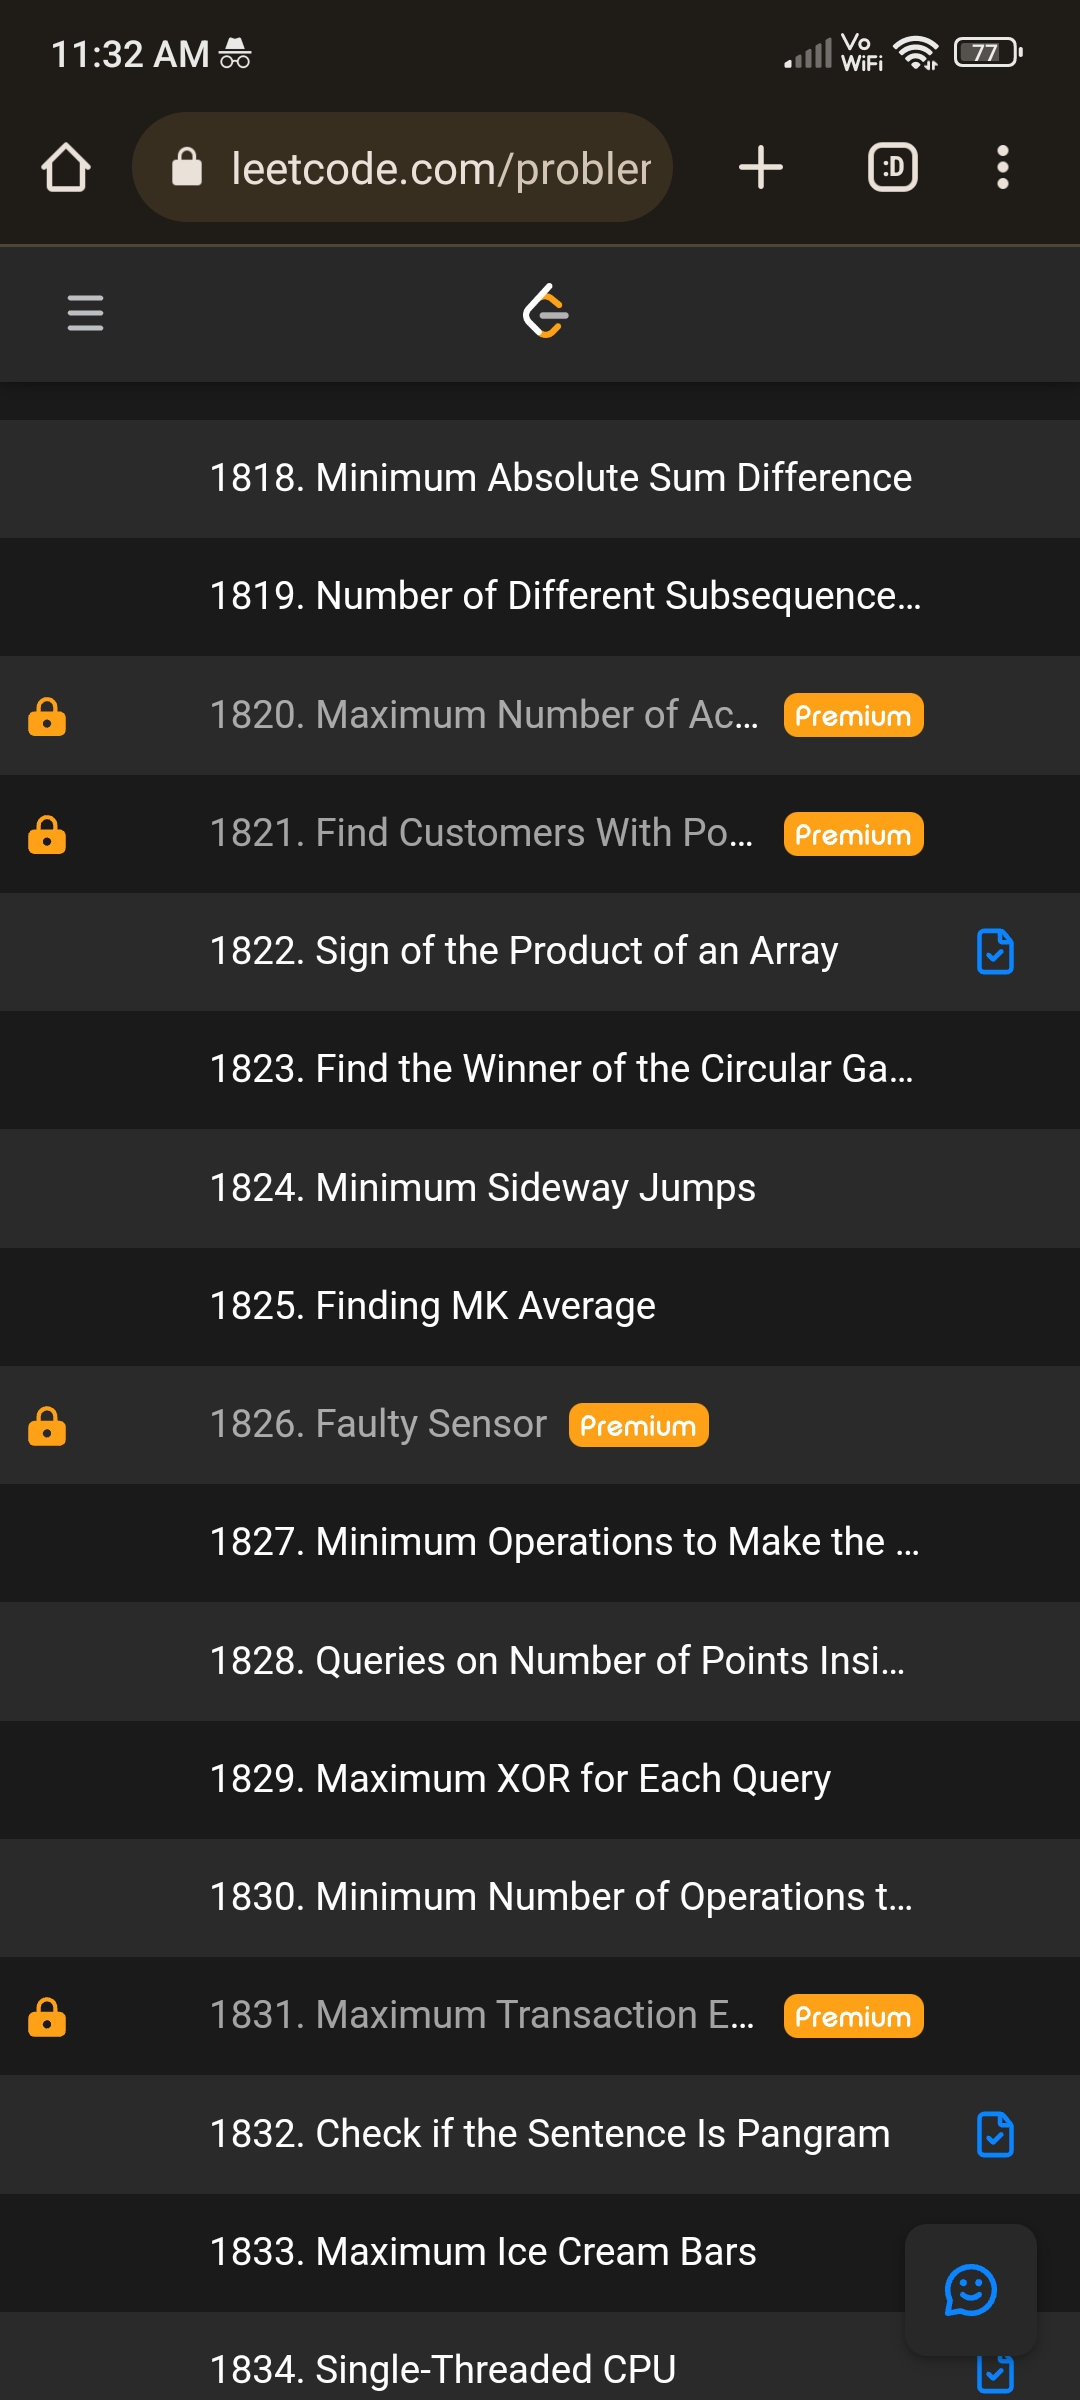 11:32 AM Vo WiFi 77
leetcode.com/probler
:D
1818. Minimum Absolute Sum Difference
1819. Number of Different Subsequence...
1820. Maximum Number of Ac... Premium
1821. Find Customers With Po... Premium
1822. Sign of the Product of an Array
1823. Find the Winner of the Circular Ga...
1824. Minimum Sideway Jumps
1825. Finding MK Average
1826. Faulty Sensor Premium
1827. Minimum Operations to Make the ...
1828. Queries on Number of Points Insi...
1829. Maximum XOR for Each Query
1830. Minimum Number of Operations t...
1831. Maximum Transaction E... Premium
1832. Check if the Sentence Is Pangram
1833. Maximum Ice Cream Bars
1834. Single-Threaded CPU